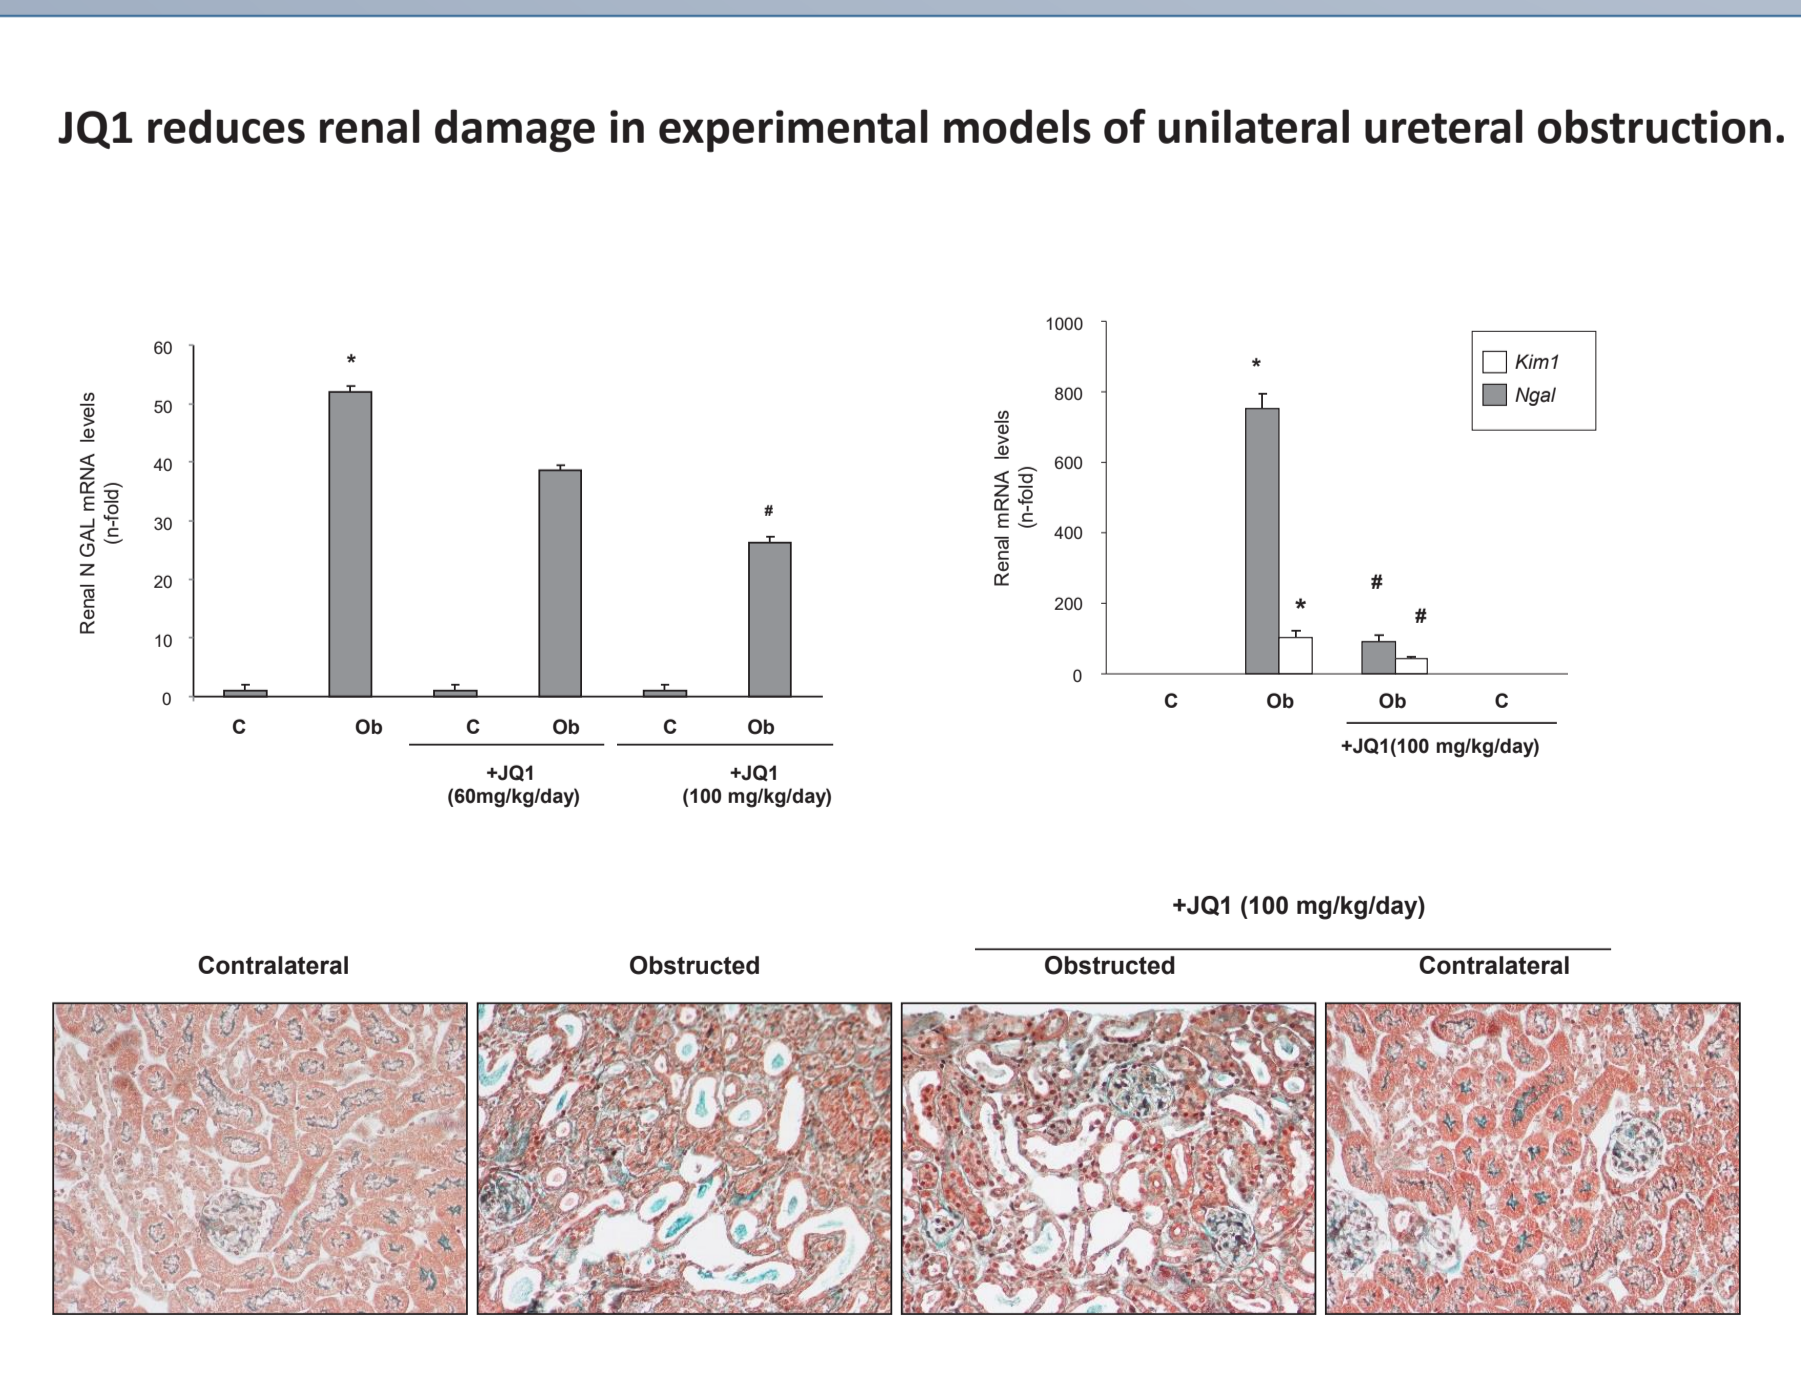 JQ1 reduces renal damage in experimental models of unilateral ureteral obstruction.
Renal N GAL mRNA levels
(n-fold)
60
50
40
30
20
10
0
*
#
C
Ob
C
Ob
C
Ob
+JQ1
(60mg/kg/day)
+JQ1
(100 mg/kg/day)
Renal mRNA levels
(n-fold)
1000
800
600
400
200
0
*
*
#
#
Kim1
Ngal
C
Ob
Ob
C
+JQ1(100 mg/kg/day)
+JQ1 (100 mg/kg/day)
Contralateral
Obstructed
Obstructed
Contralateral